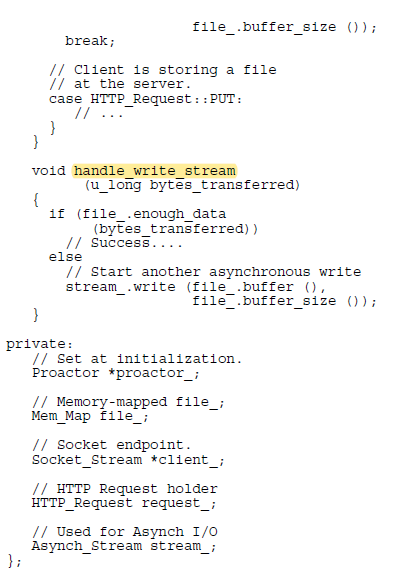 file_.buffer_size ());
break;
// Client is storing a file
// at the server.
case HTTP_Request::PUT:
// ...
}
}
void handle_write_stream
(u_long bytes_transferred)
{
if (file_.enough_data
(bytes_transferred))
// Success....
else
// Start another asynchronous write
stream_.write (file_.buffer (),
file_.buffer_size ());
}
private:
// Set at initialization.
Proactor *proactor_;
// Memory-mapped file_;
Mem_Map file_;
// Socket endpoint.
Socket_Stream *client_;
// HTTP Request holder
HTTP_Request request_;
// Used for Asynch I/O
Asynch_Stream stream_;
};